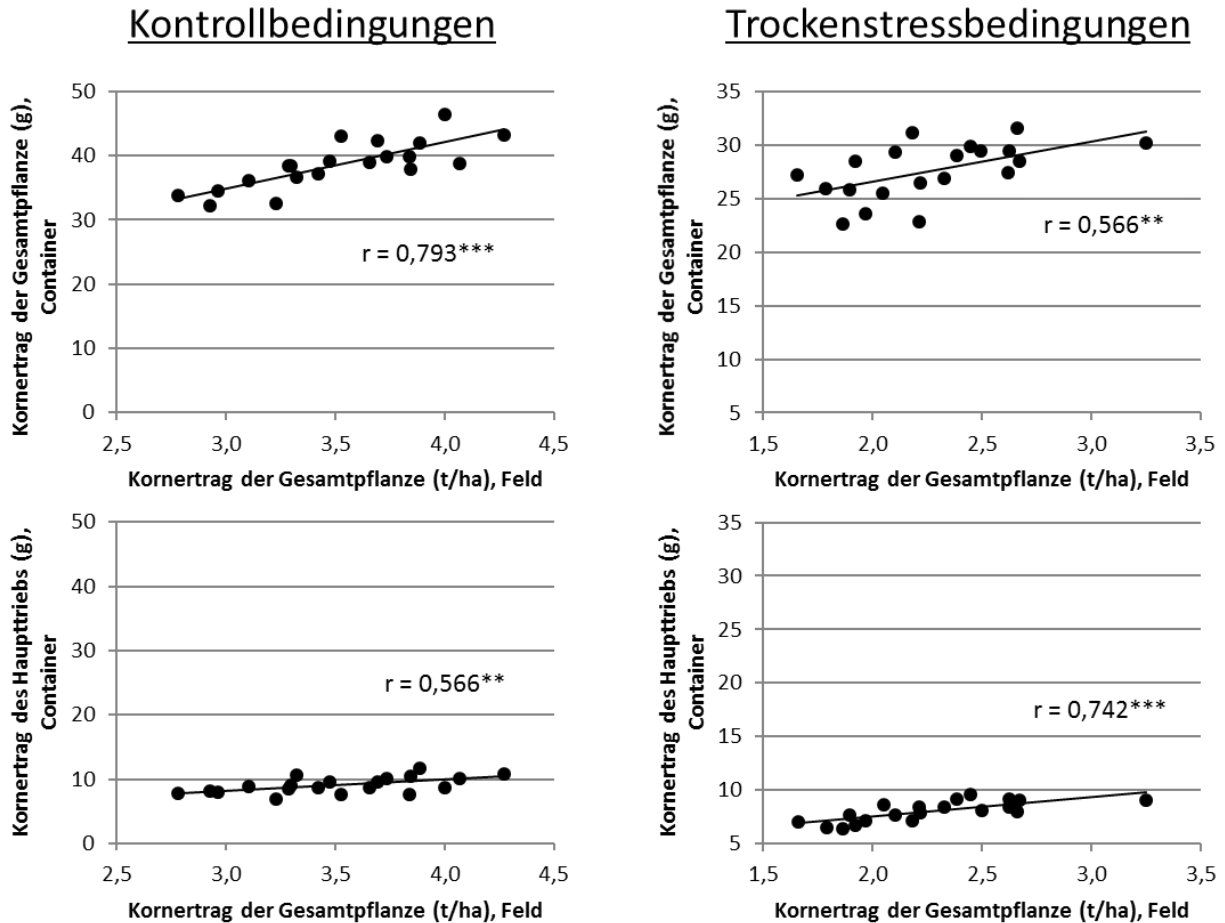 Kontrollbedingungen
Kornertrag der Gesamtpflanze (g),
Container
50
40
30
20
10
0
r = 0,793***
2,5 3,0 3,5 4,0 4,5
Kornertrag der Gesamtpflanze (t/ha), Feld
Trockenstressbedingungen
Kornertrag der Gesamtpflanze (g),
Container
35
30
25
20
15
10
5
r = 0,566**
1,5 2,0 2,5 3,0 3,5
Kornertrag der Gesamtpflanze (t/ha), Feld
Kornertrag des Haupttriebs (g),
Container
50
40
30
20
10
0
r = 0,566**
2,5 3,0 3,5 4,0 4,5
Kornertrag der Gesamtpflanze (t/ha), Feld
Kornertrag des Haupttriebs (g),
Container
35
30
25
20
15
10
5
r = 0,742***
1,5 2,0 2,5 3,0 3,5
Kornertrag der Gesamtpflanze (t/ha), Feld